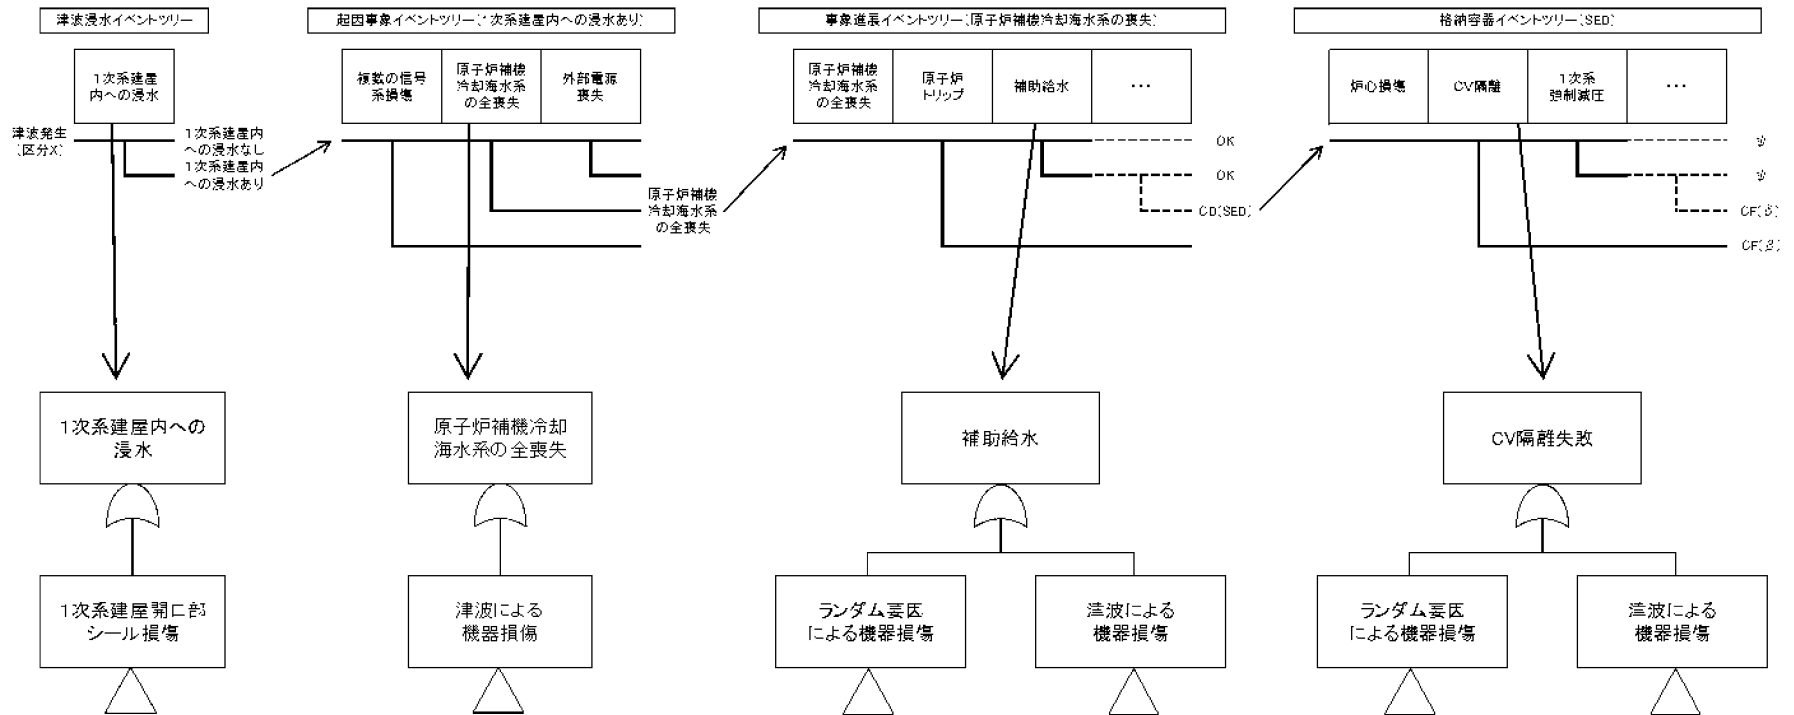 津波浸水イベントツリー
起因事象イベントツリー(1次系建屋内への浸水あり)
事象進展イベントツリー(原子炉補機冷却海水系の喪失)
格納容器イベントツリー(SED)
1次系建屋
内への浸水
複数の信号
系損傷
原子炉補機
冷却海水系
の全喪失
外部電源
喪失
原子炉補機
冷却海水系
の全喪失
原子炉
トリップ
補助給水
…
炉心損傷
CV隔離
1次系
強制減圧
…
津波発生
(区分X)
1次系建屋内
への浸水なし
1次系建屋内
への浸水あり
原子炉補機
冷却海水系
の全喪失
OK
OK
CD(SED)
ψ
ψ
CF(δ)
CF(β)
1次系建屋内への
浸水
原子炉補機冷却
海水系の全喪失
補助給水
CV隔離失敗
1次系建屋開口部
シール損傷
津波による
機器損傷
ランダム要因
による機器損傷
津波による
機器損傷
ランダム要因
による機器損傷
津波による
機器損傷